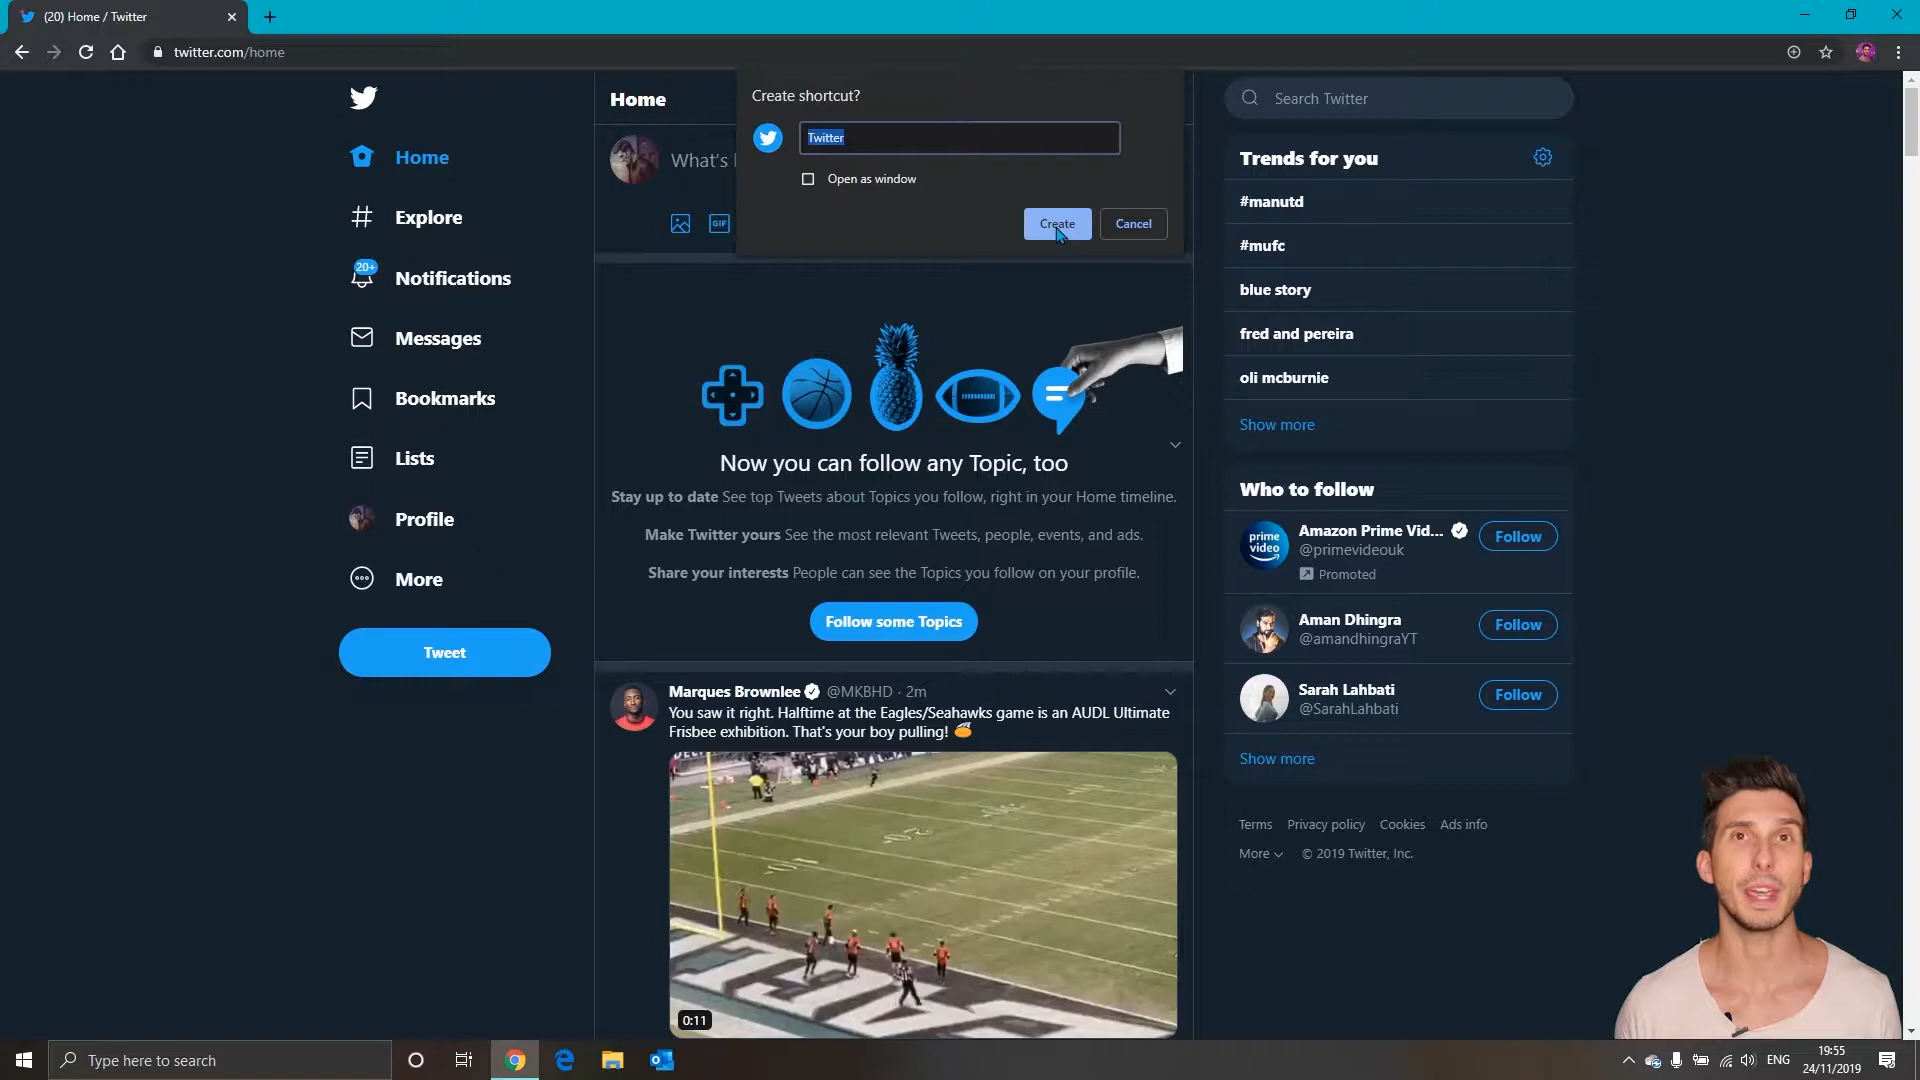 (20) Home / Twitter
twitter.com/home
Create shortcut?
Twitter
Open as window
Create
Cancel
Home
Explore
20+
Notifications
Messages
Bookmarks
Lists
Profile
More
Tweet
Home
What's
GIF
Now you can follow any Topic, too
Stay up to date See top Tweets about Topics you follow, right in your Home timeline.
Make Twitter yours See the most relevant Tweets, people, events, and ads.
Share your interests People can see the Topics you follow on your profile.
Follow some Topics
Marques Brownlee @MKBHD · 2m
You saw it right. Halftime at the Eagles/Seahawks game is an AUDL Ultimate
Frisbee exhibition. That's your boy pulling!
0:11
Search Twitter
Trends for you
#manutd
#mufc
blue story
fred and pereira
oli mcburnie
Show more
Who to follow
prime video
Amazon Prime Vid...
@primevideouk
Promoted
Follow
Aman Dhingra
@amandhingraYT
Follow
Sarah Lahbati
@SarahLahbati
Follow
Show more
Terms Privacy policy Cookies Ads info
More © 2019 Twitter, Inc.
Type here to search
ENG
19:55
24/11/2019